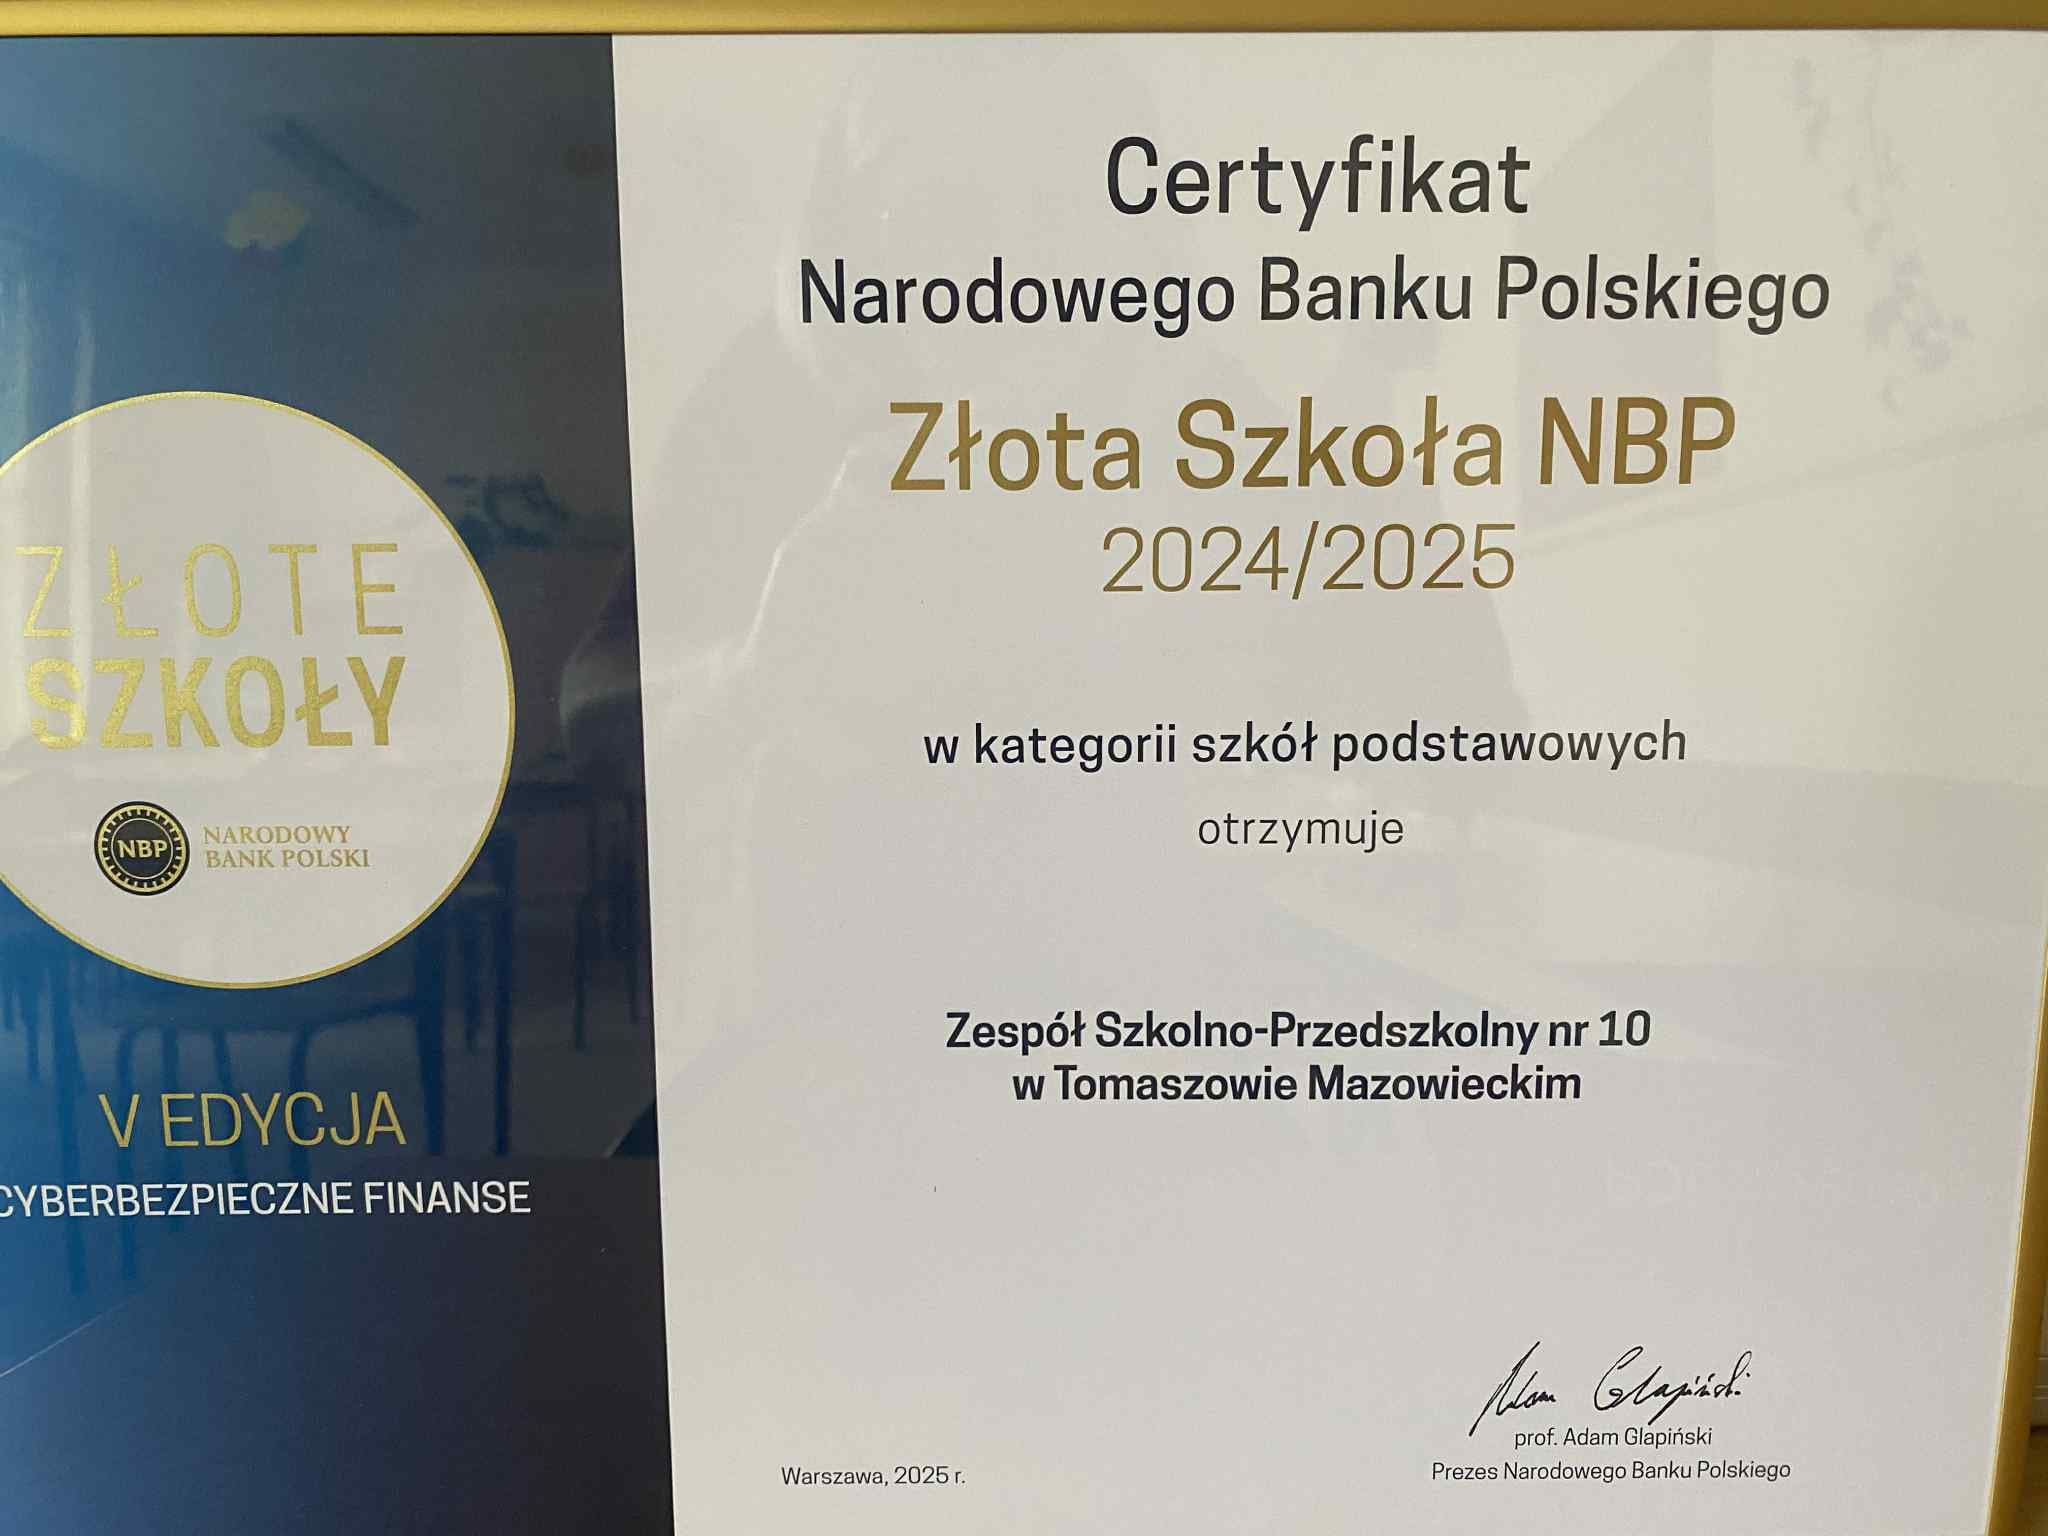 Certyfikat
Narodowego Banku Polskiego
Złota Szkoła NBP
2024/2025
w kategorii szkół podstawowych
otrzymuje
Zespół Szkolno-Przedszkolny nr 10
w Tomaszowie Mazowieckim
Adam Glapiński
prof. Adam Glapiński
Prezes Narodowego Banku Polskiego
Warszawa, 2025 r.
ZŁOTE
SZKOŁY
NBP
NARODOWY
BANK POLSKI
V EDYCJA
CYBERBEZPIECZNE FINANSE